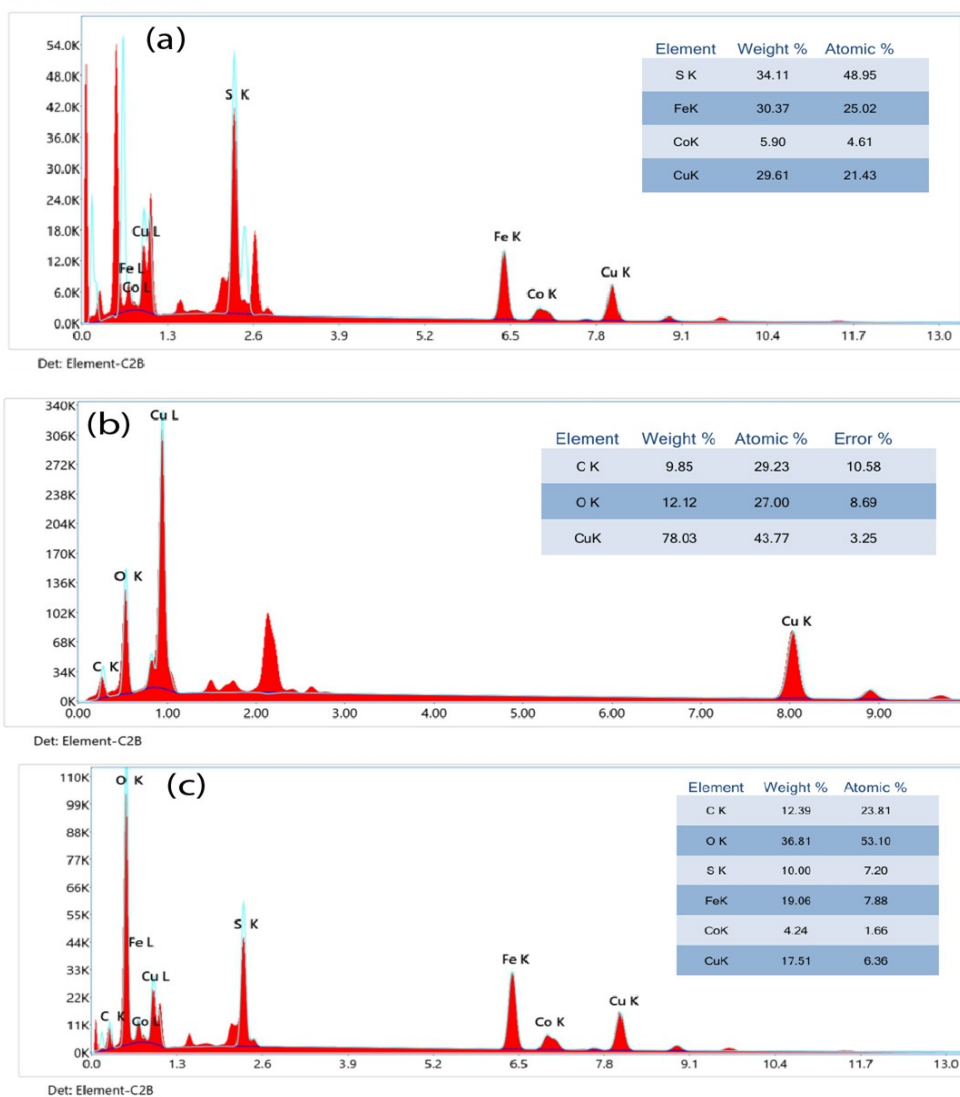 (a)
54.0K
48.0K
42.0K
36.0K
30.0K
24.0K
18.0K
12.0K
6.0K
0.0K
S K
Cu L
Fe L
Co L
Fe K
Co K
Cu K
0.0 1.3 2.6 3.9 5.2 6.5 7.8 9.1 10.4 11.7 13.0
Element Weight % Atomic %
S K 34.11 48.95
FeK 30.37 25.02
CoK 5.90 4.61
CuK 29.61 21.43
Det: Element-C2B
(b)
340K
306K
272K
238K
204K
170K
136K
102K
68K
34K
0K
Cu L
O K
C K
Cu K
0.00 1.00 2.00 3.00 4.00 5.00 6.00 7.00 8.00 9.00
Element Weight % Atomic % Error %
C K 9.85 29.23 10.58
O K 12.12 27.00 8.69
CuK 78.03 43.77 3.25
Det: Element-C2B
(c)
110K
99K
88K
77K
66K
55K
44K
33K
22K
11K
0K
O K
Fe L
Cu L
C K
Co L
S K
Fe K
Co K
Cu K
0.0 1.3 2.6 3.9 5.2 6.5 7.8 9.1 10.4 11.7 13.0
Element Weight % Atomic %
C K 12.39 23.81
O K 36.81 53.10
S K 10.00 7.20
FeK 19.06 7.88
CoK 4.24 1.66
CuK 17.51 6.36
Det: Element-C2B